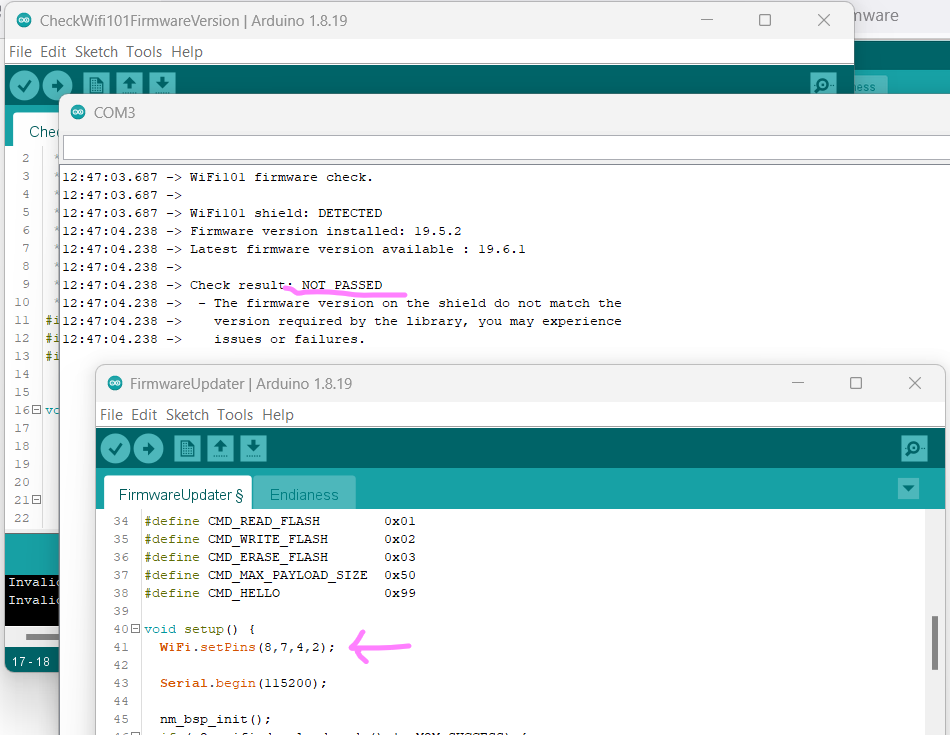 CheckWifi101FirmwareVersion | Arduino 1.8.19
mware
File Edit Sketch Tools Help
ess
COM3
Che
2
3
4
5
6
7
8
9
10
11 #i
12 #i
13 #i
14
15
16 vo
17
18
19
20
21
22
12:47:03.687 -> WiFi101 firmware check.
12:47:03.687 ->
12:47:03.687 -> WiFi101 shield: DETECTED
12:47:04.238 -> Firmware version installed: 19.5.2
12:47:04.238 -> Latest firmware version available : 19.6.1
12:47:04.238 ->
12:47:04.238 -> Check result: NOT PASSED
12:47:04.238 -> - The firmware version on the shield do not match the
12:47:04.238 -> version required by the library, you may experience
12:47:04.238 -> issues or failures.
Invalid
Invalid
17 - 18
FirmwareUpdater | Arduino 1.8.19
File Edit Sketch Tools Help
FirmwareUpdater § Endianess
34 #define CMD_READ_FLASH 0x01
35 #define CMD_WRITE_FLASH 0x02
36 #define CMD_ERASE_FLASH 0x03
37 #define CMD_MAX_PAYLOAD_SIZE 0x50
38 #define CMD_HELLO 0x99
39
40 void setup() {
41 WiFi.setPins(8,7,4,2);
42
43 Serial.begin(115200);
44
45 nm_bsp_init();